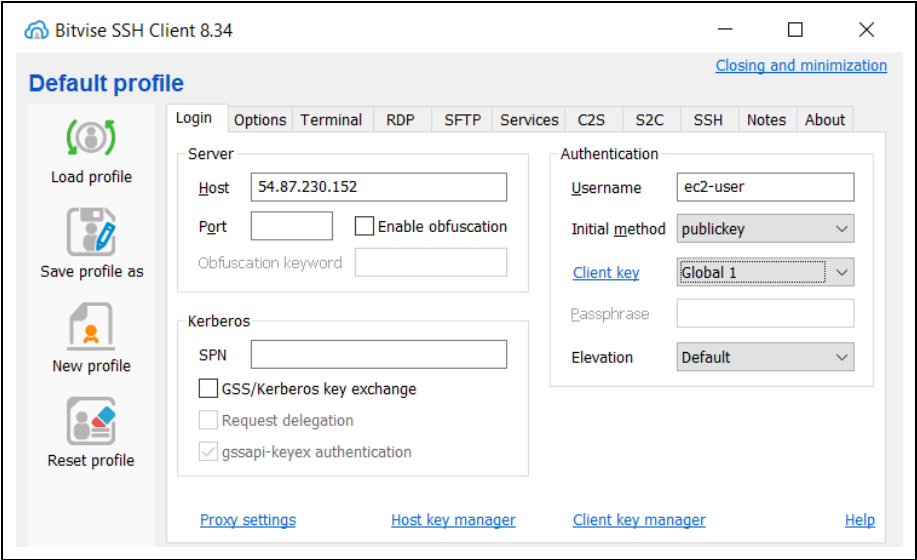 Bitvise SSH Client 8.34
Closing and minimization
Default profile
Load profile
Save profile as
New profile
Reset profile
Login Options Terminal RDP SFTP Services C2S S2C SSH Notes About
Server
Host 54.87.230.152
Port Enable obfuscation
Obfuscation keyword
Kerberos
SPN
GSS/Kerberos key exchange
Request delegation
gssapi-keyex authentication
Authentication
Username ec2-user
Initial method publickey
Client key Global 1
Passphrase
Elevation Default
Proxy settings Host key manager Client key manager Help